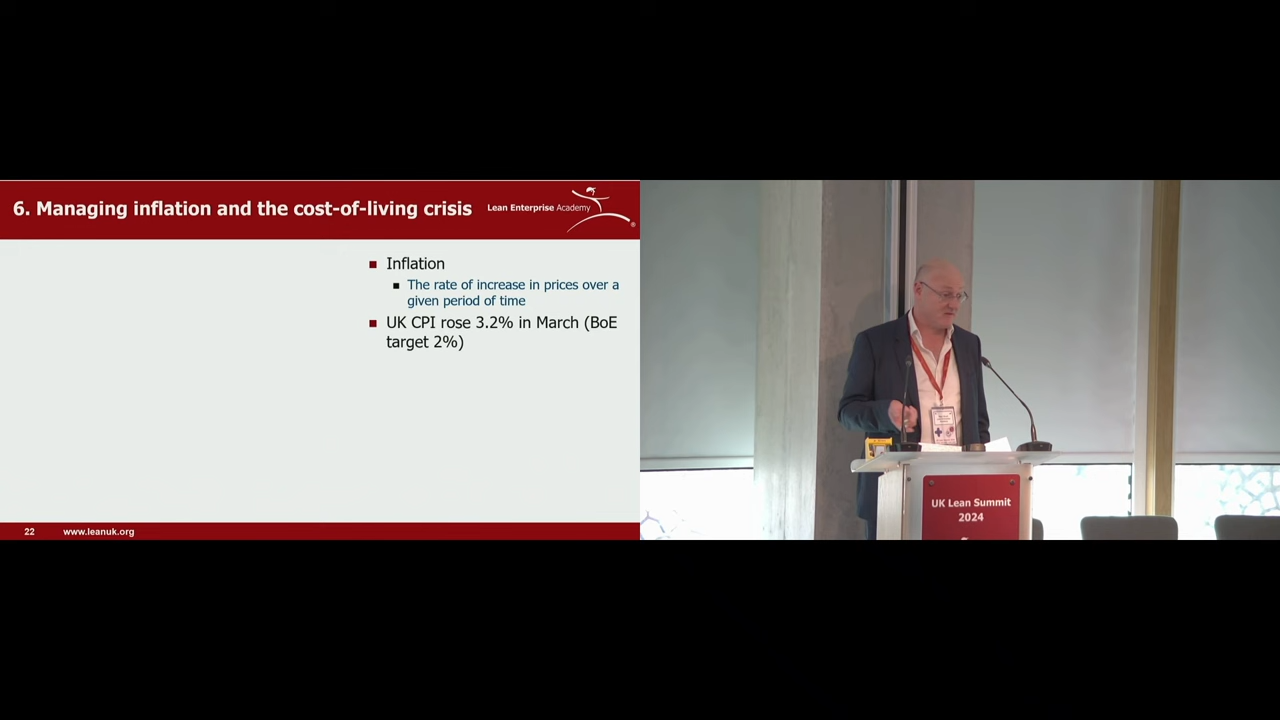 6. Managing inflation and the cost-of-living crisis
Lean Enterprise Academy
®
■ Inflation
■ The rate of increase in prices over a
given period of time
■ UK CPI rose 3.2% in March (BoE
target 2%)
22 www.leanuk.org
UK Lean Summit
2024